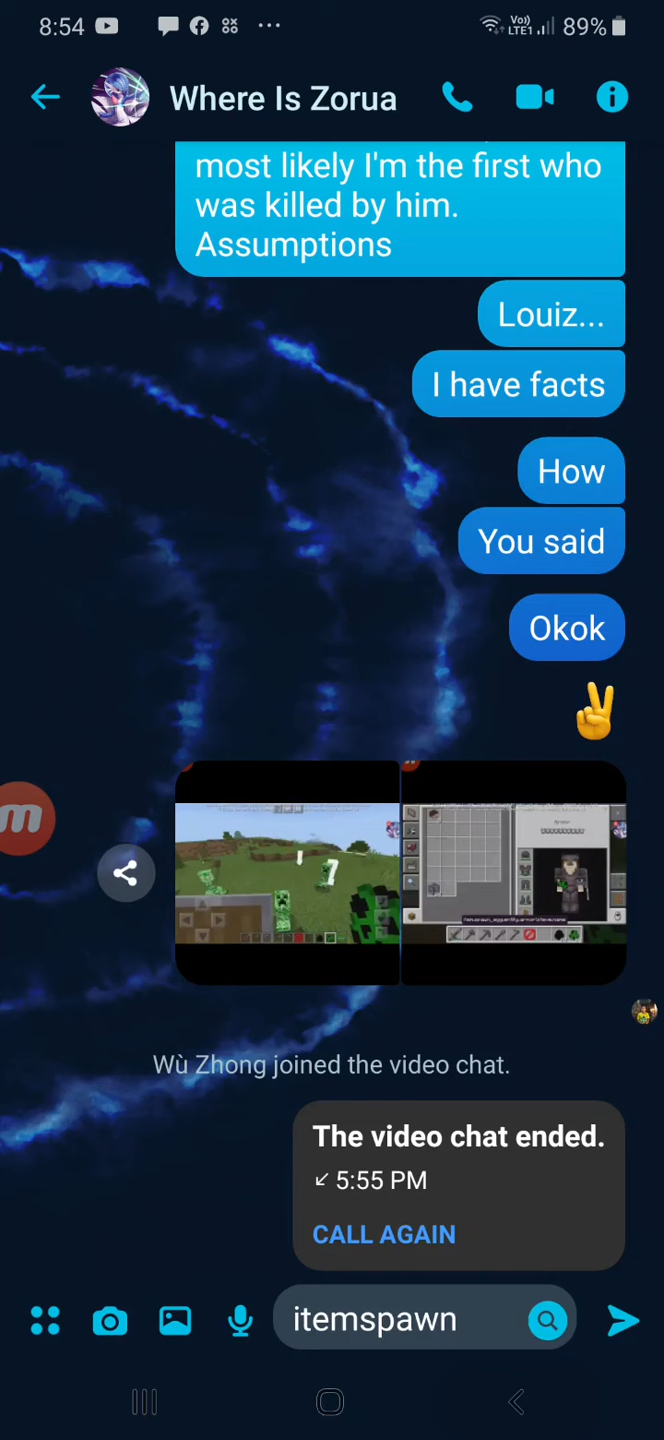 8:54
Vo)) LTE1 89%
Where Is Zorua
most likely I'm the first who
was killed by him.
Assumptions
Louiz...
I have facts
How
You said
Okok
Wù Zhong joined the video chat.
The video chat ended.
5:55 PM
CALL AGAIN
itemspawn